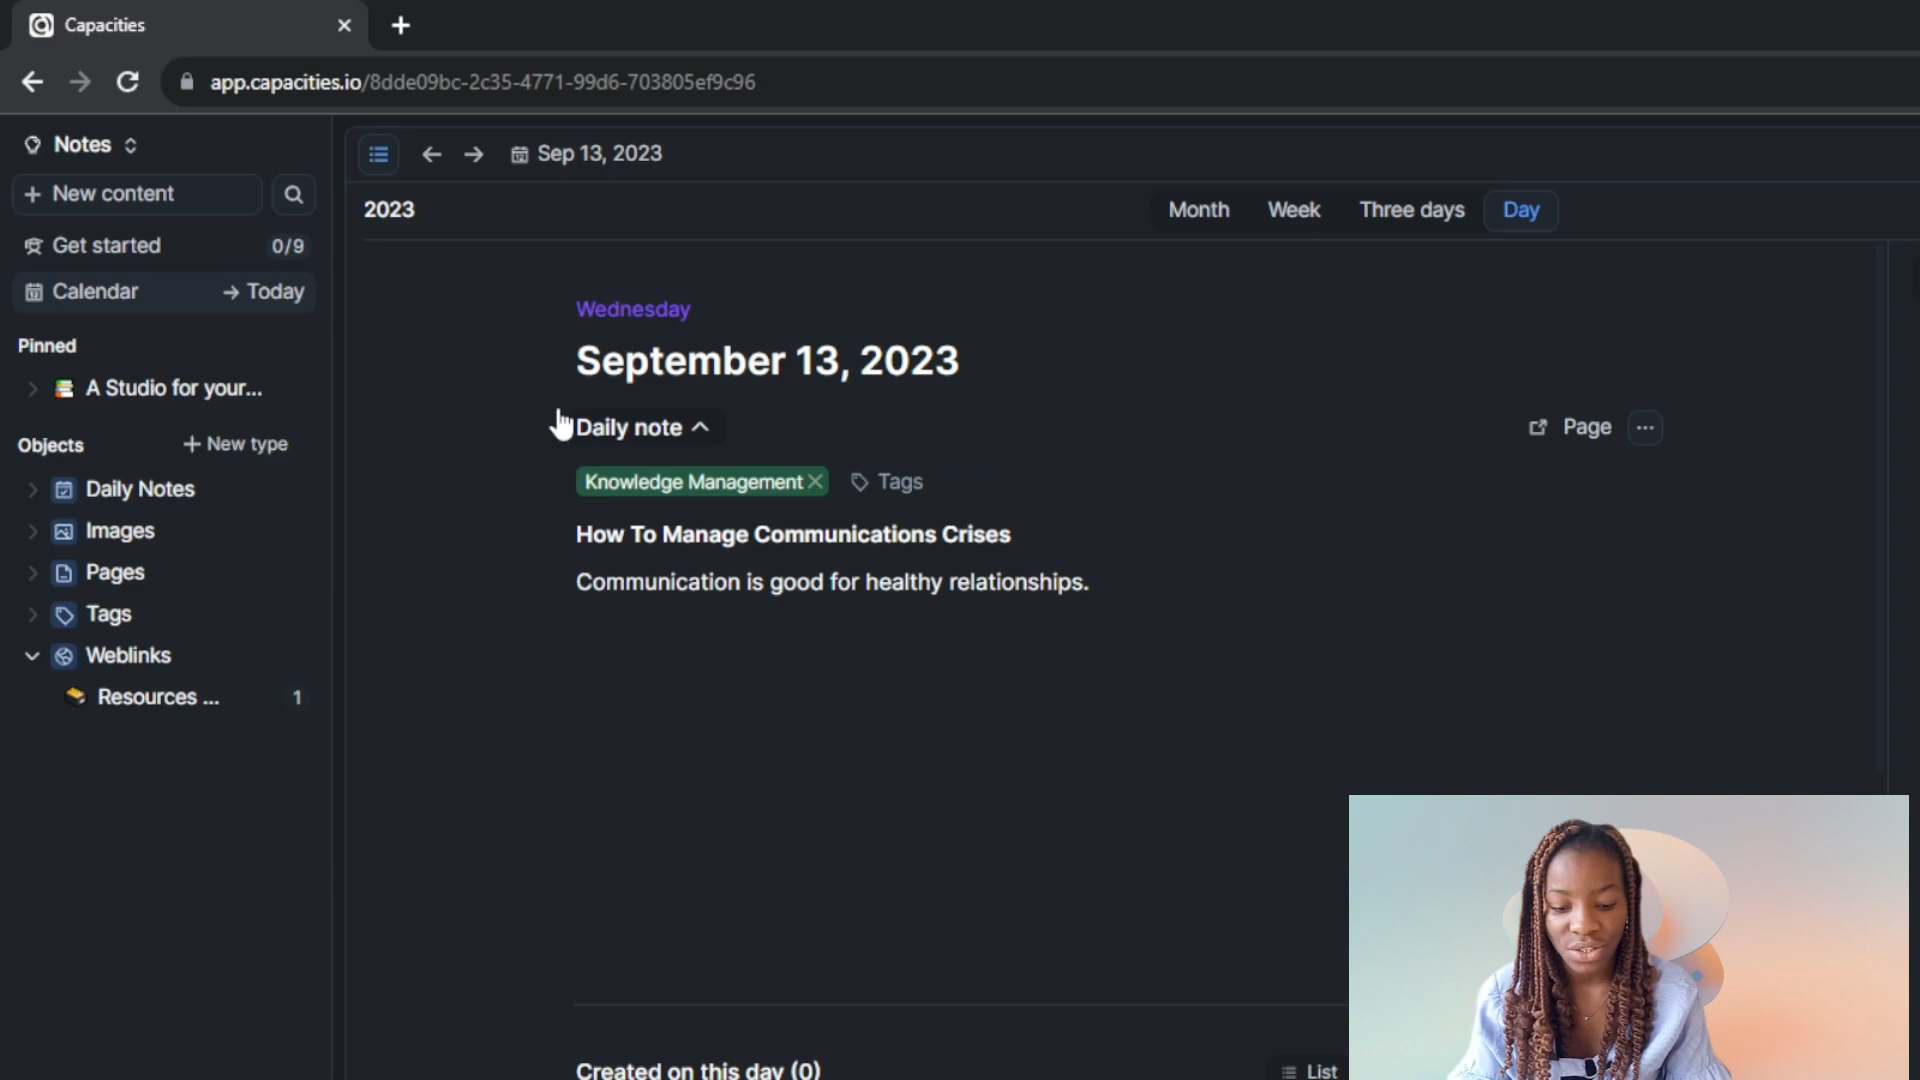 Capacities
app.capacities.io/8dde09bc-2c35-4771-99d6-703805ef9c96
Notes
New content
Get started 0/9
Calendar → Today
Pinned
A Studio for your...
Objects + New type
Daily Notes
Images
Pages
Tags
Weblinks
Resources ... 1
Sep 13, 2023
2023
Month Week Three days Day
Wednesday
September 13, 2023
Daily note
Page
Knowledge Management Tags
How To Manage Communications Crises
Communication is good for healthy relationships.
Created on this day (0)
List